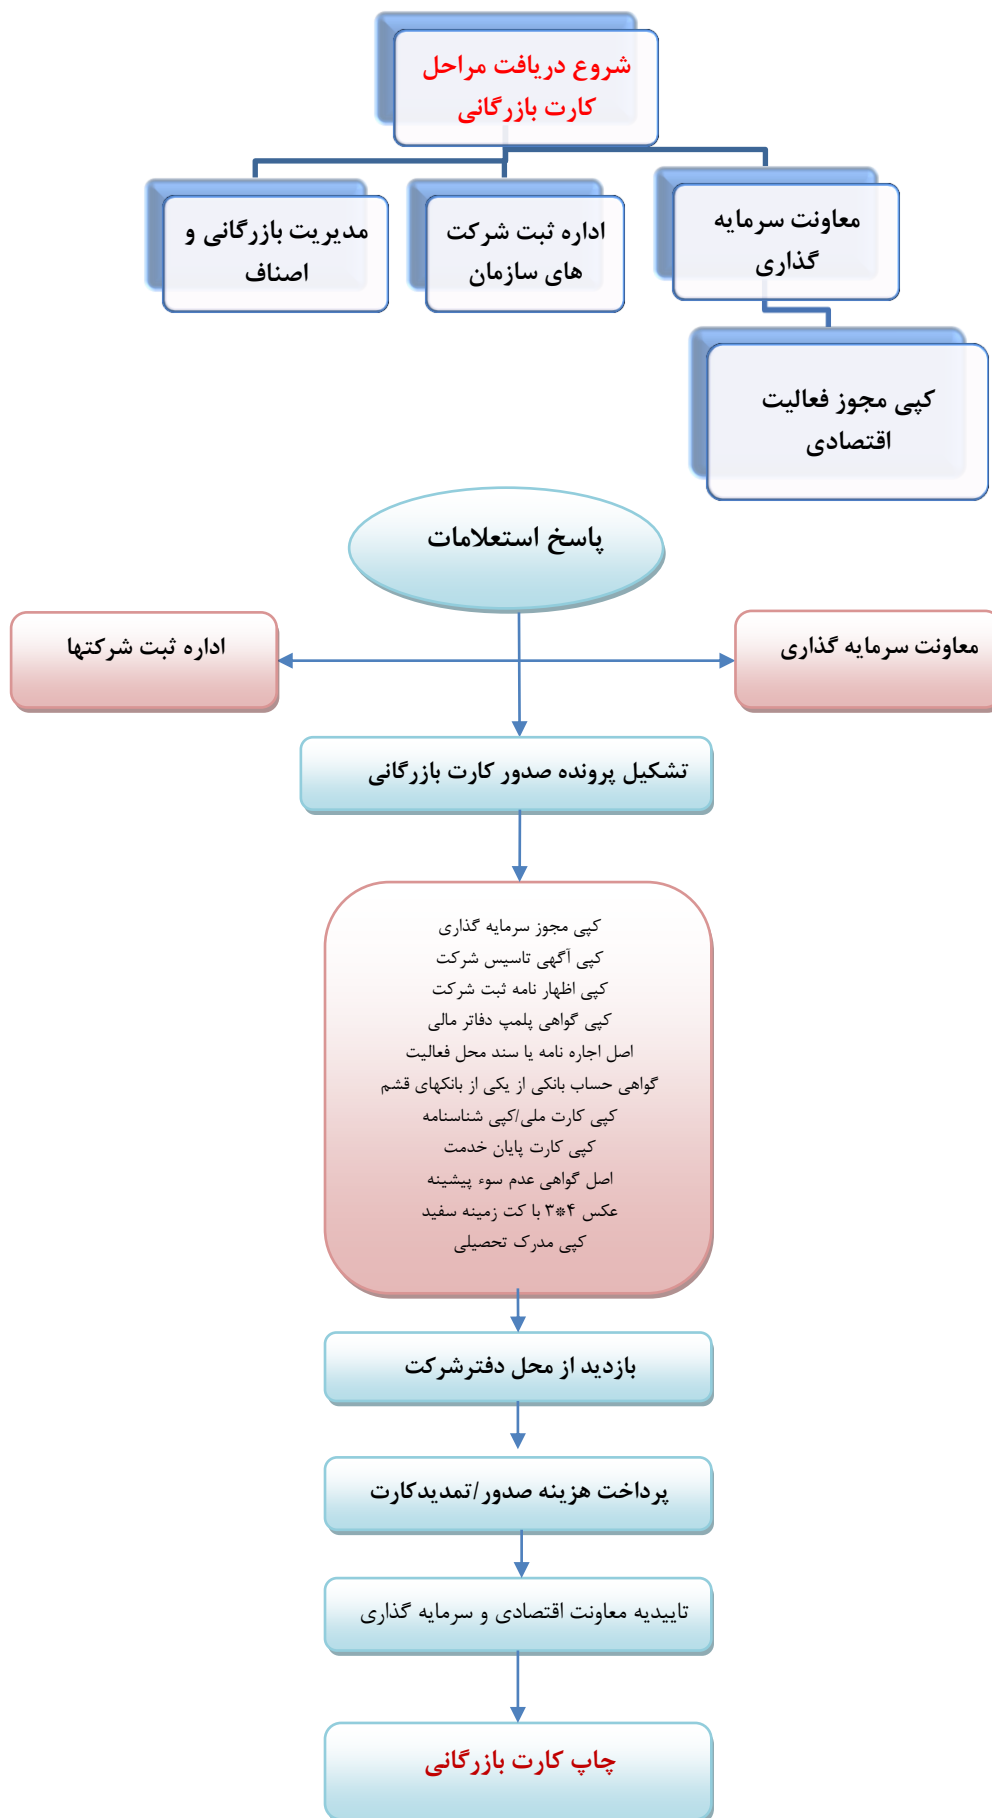 شروع دریافت مراحل
کارت بازرگانی
معاونت سرمایه
گذاری
اداره ثبت شرکت
های سازمان
مدیریت بازرگانی و
اصناف
کپی مجوز فعالیت
اقتصادی
پاسخ استعلامات
معاونت سرمایه گذاری
اداره ثبت شرکتها
تشکیل پرونده صدور کارت بازرگانی
کپی مجوز سرمایه گذاری
کپی آگهی تاسیس شرکت
کپی اظهار نامه ثبت شرکت
کپی گواهی پلمپ دفاتر مالی
اصل اجاره نامه یا سند محل فعالیت
گواهی حساب بانکی از یکی از بانکهای قشم
کپی کارت ملی/کپی شناسنامه
کپی کارت پایان خدمت
اصل گواهی عدم سوء پیشینه
عکس ۴*۳ با کت زمینه سفید
کپی مدرک تحصیلی
بازدید از محل دفترشرکت
پرداخت هزینه صدور/تمدیدکارت
تاییدیه معاونت اقتصادی و سرمایه گذاری
چاپ کارت بازرگانی